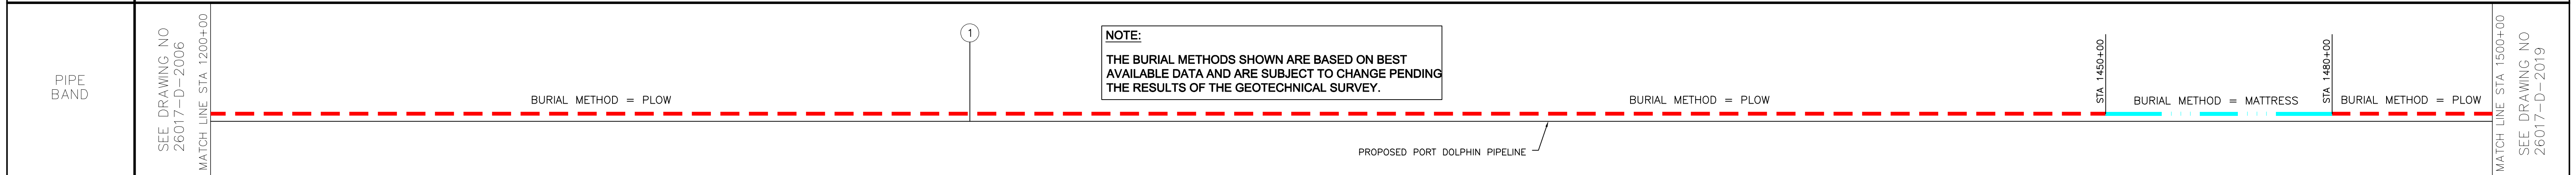 PIPE
BAND
SEE DRAWING NO
26017-D-2006
MATCH LINE STA 1200+00
BURIAL METHOD = PLOW
1
NOTE:
THE BURIAL METHODS SHOWN ARE BASED ON BEST
AVAILABLE DATA AND ARE SUBJECT TO CHANGE PENDING
THE RESULTS OF THE GEOTECHNICAL SURVEY.
PROPOSED PORT DOLPHIN PIPELINE
BURIAL METHOD = PLOW
STA 1450+00
BURIAL METHOD = MATTRESS
STA 1480+00
BURIAL METHOD = PLOW
MATCH LINE STA 1500+00
SEE DRAWING NO
26017-D-2019